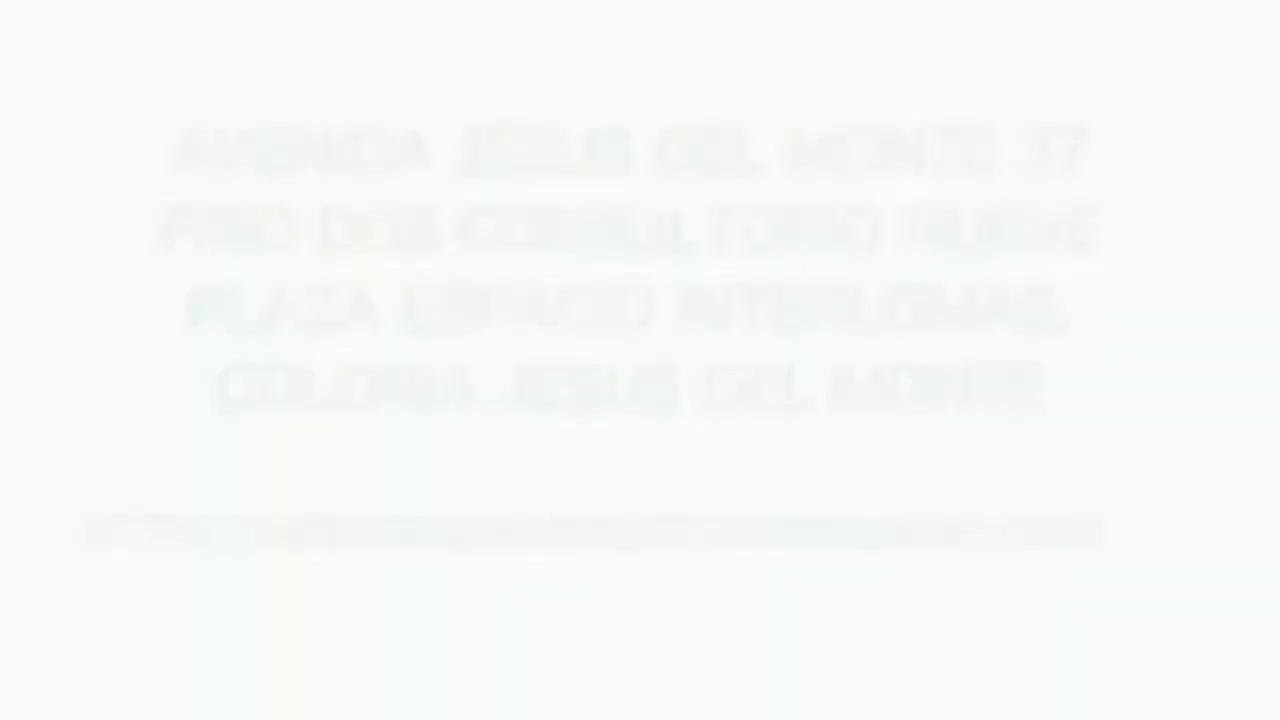 AVENIDA JESUS DEL MONTE 37
PISO DOS CONSULTORIO NUEVE
PLAZA ESPACIO INTERLOMAS,
COLONIA JESUS DEL MONTE